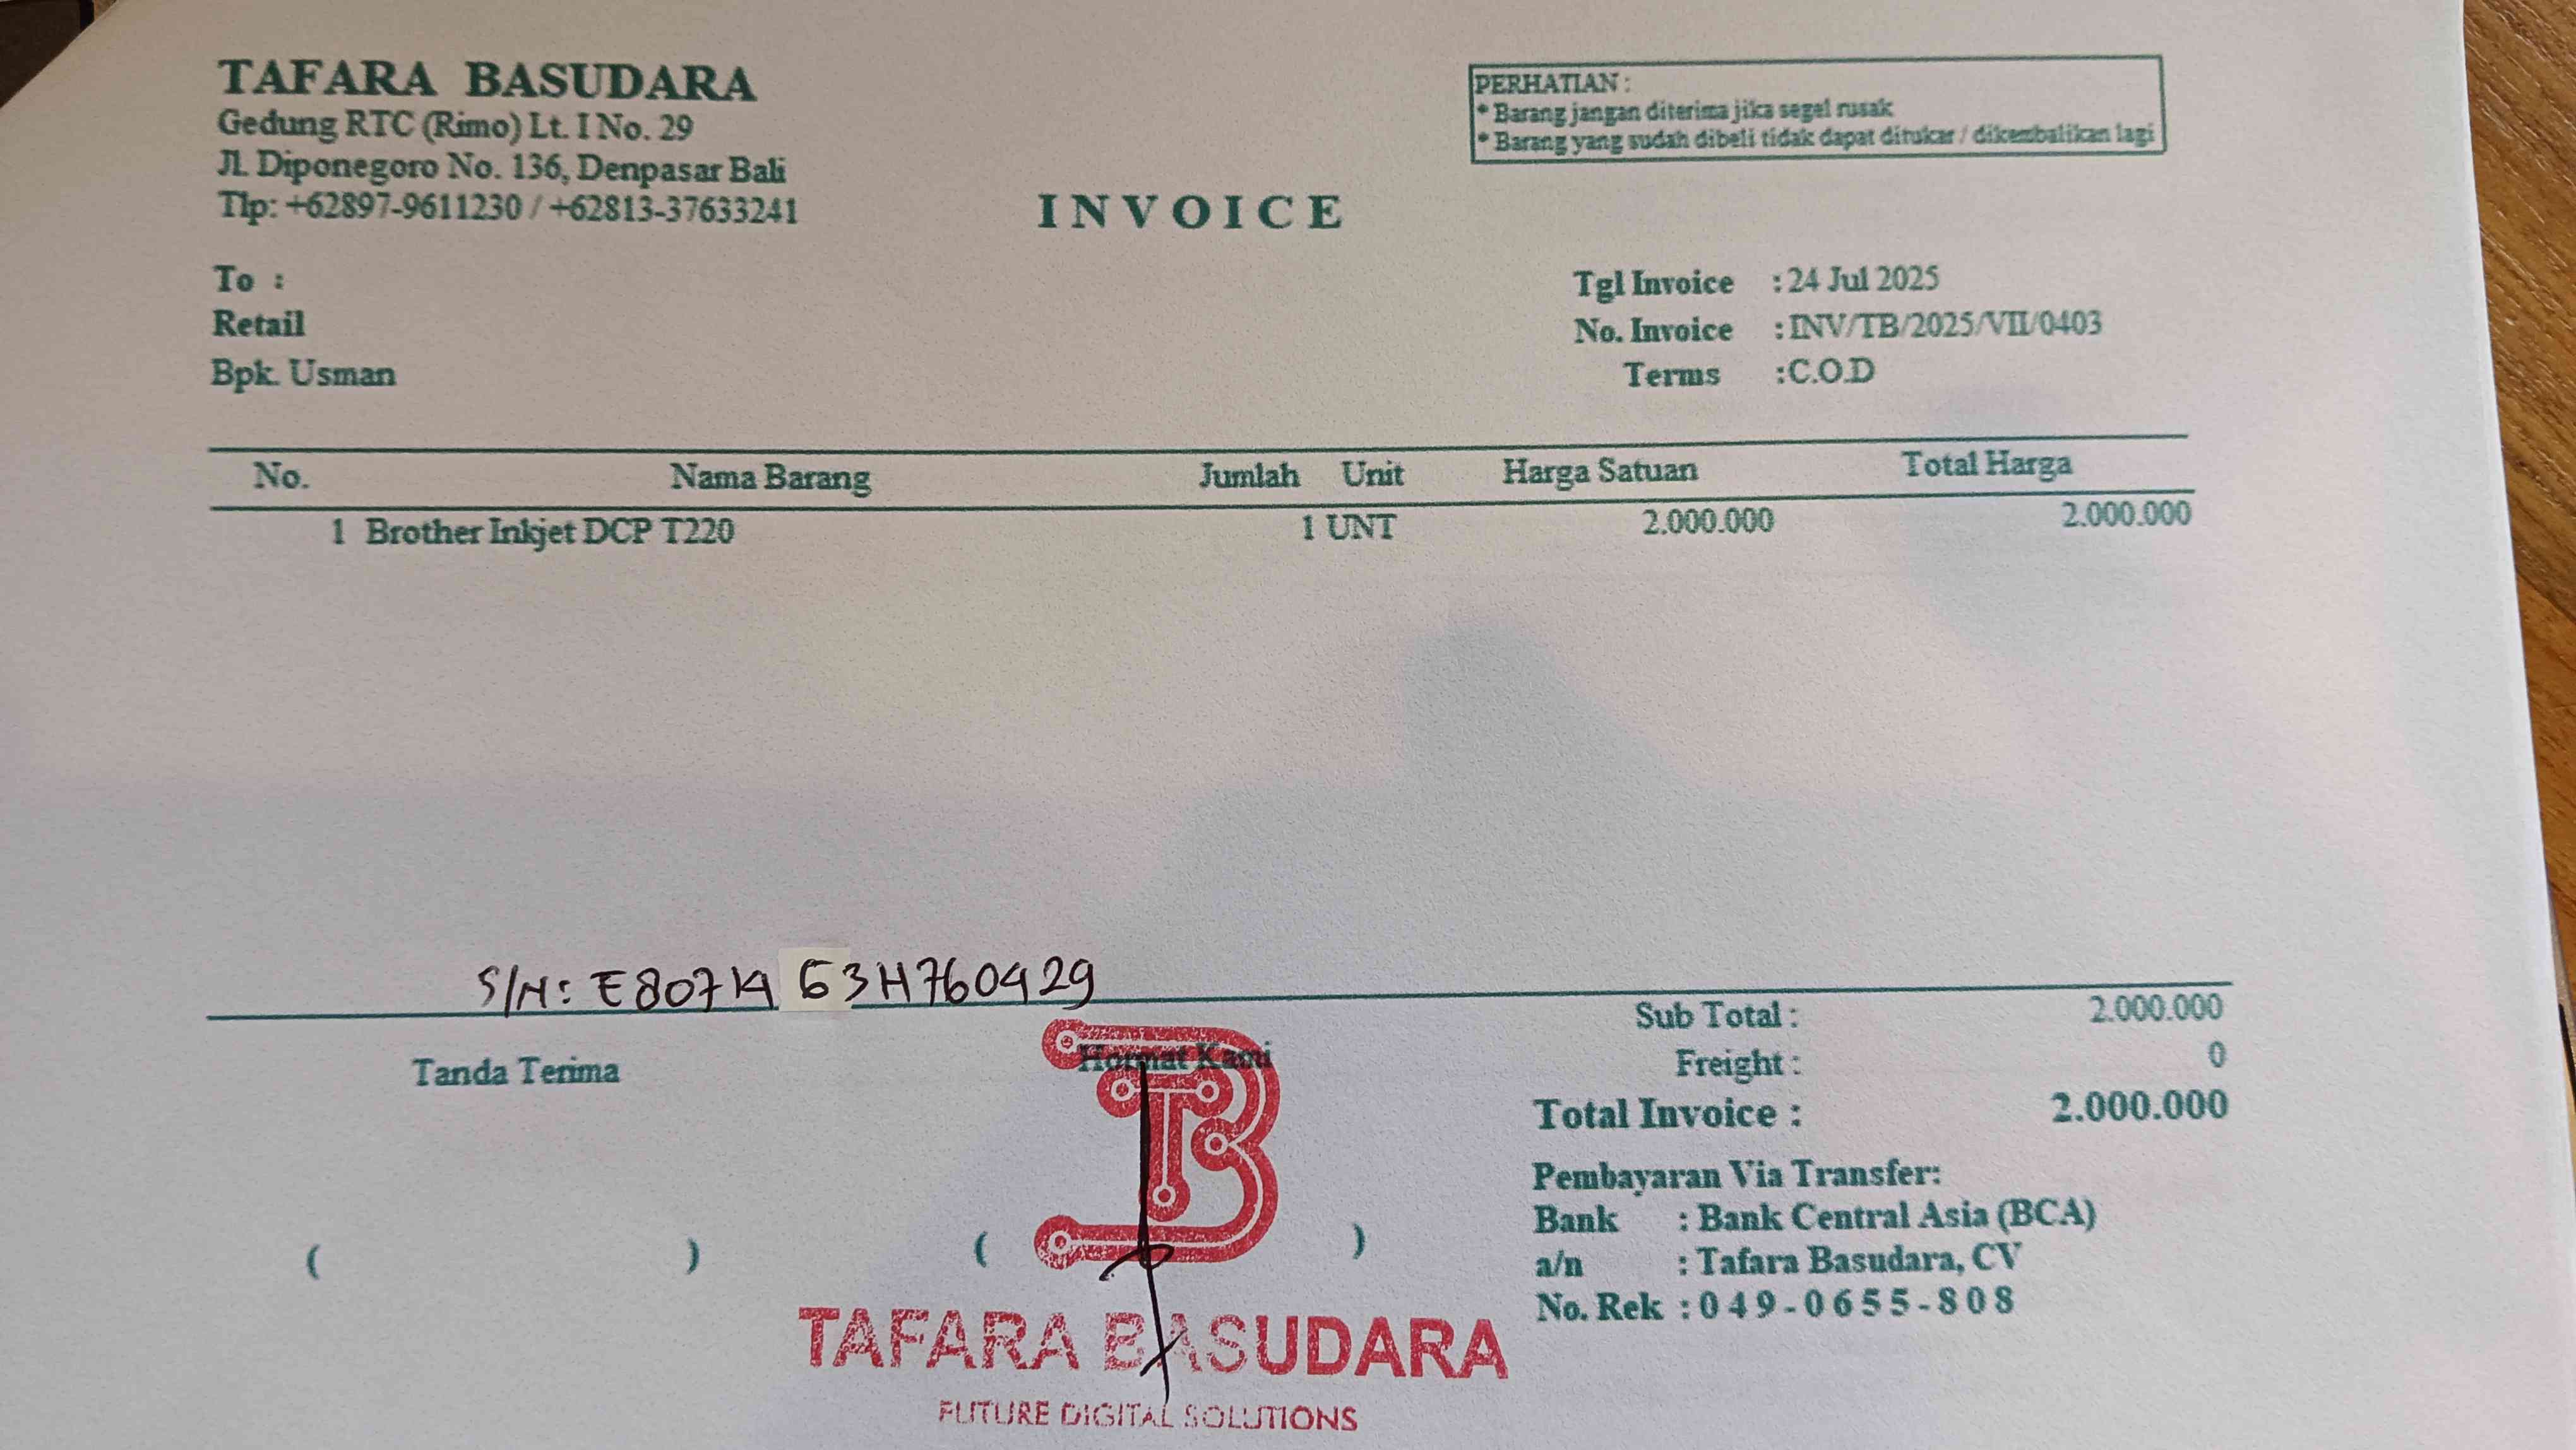 TAFARA BASUDARA
Gedung RTC (Rimo) Lt. I No. 29
Jl. Diponegoro No. 136, Denpasar Bali
Tlp: +62897-9611230 / +62813-37633241
PERHATIAN :
* Barang jangan diterima jika segel rusak
* Barang yang sudah dibeli tidak dapat ditukar / dikembalikan lagi
INVOICE
To :
Retail
Bpk. Usman
Tgl Invoice : 24 Jul 2025
No. Invoice : INV/TB/2025/VII/0403
Terms : C.O.D
No. Nama Barang Jumlah Unit Harga Satuan Total Harga
1 Brother Inkjet DCP T220 1 UNT 2.000.000 2.000.000
S/N: 63H760429
Tanda Terima
Hormat Kami
( )
( )
Sub Total : 2.000.000
Freight : 0
Total Invoice : 2.000.000
Pembayaran Via Transfer:
Bank : Bank Central Asia (BCA)
a/n : Tafara Basudara, CV
No. Rek : 049-0655-808
TB
TAFARA BASUDARA
FUTURE DIGITAL SOLUTIONS